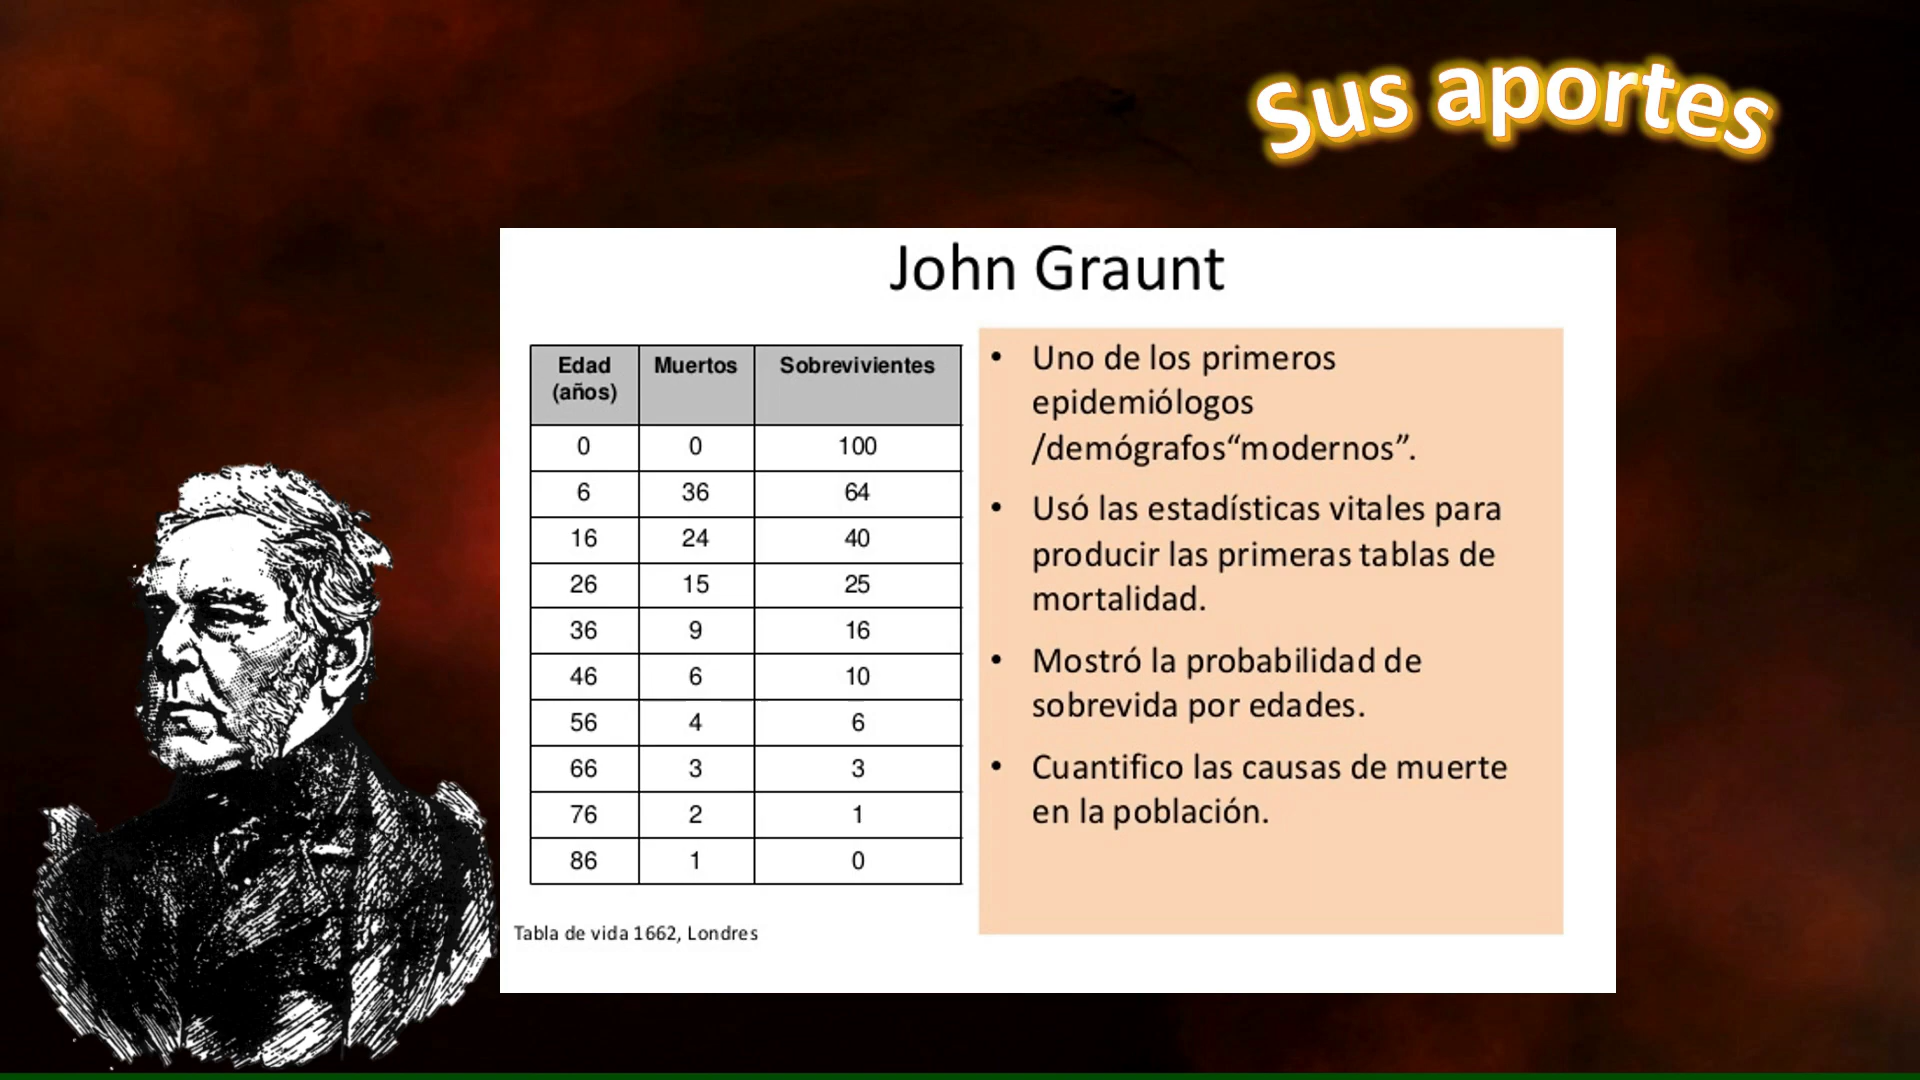 Sus aportes
John Graunt
Edad (años) Muertos Sobrevivientes
0 0 100
6 36 64
16 24 40
26 15 25
36 9 16
46 6 10
56 4 6
66 3 3
76 2 1
86 1 0
Tabla de vida 1662, Londres
• Uno de los primeros
epidemiólogos
/demógrafos“modernos”.
• Usó las estadísticas vitales para
producir las primeras tablas de
mortalidad.
• Mostró la probabilidad de
sobrevida por edades.
• Cuantifico las causas de muerte
en la población.